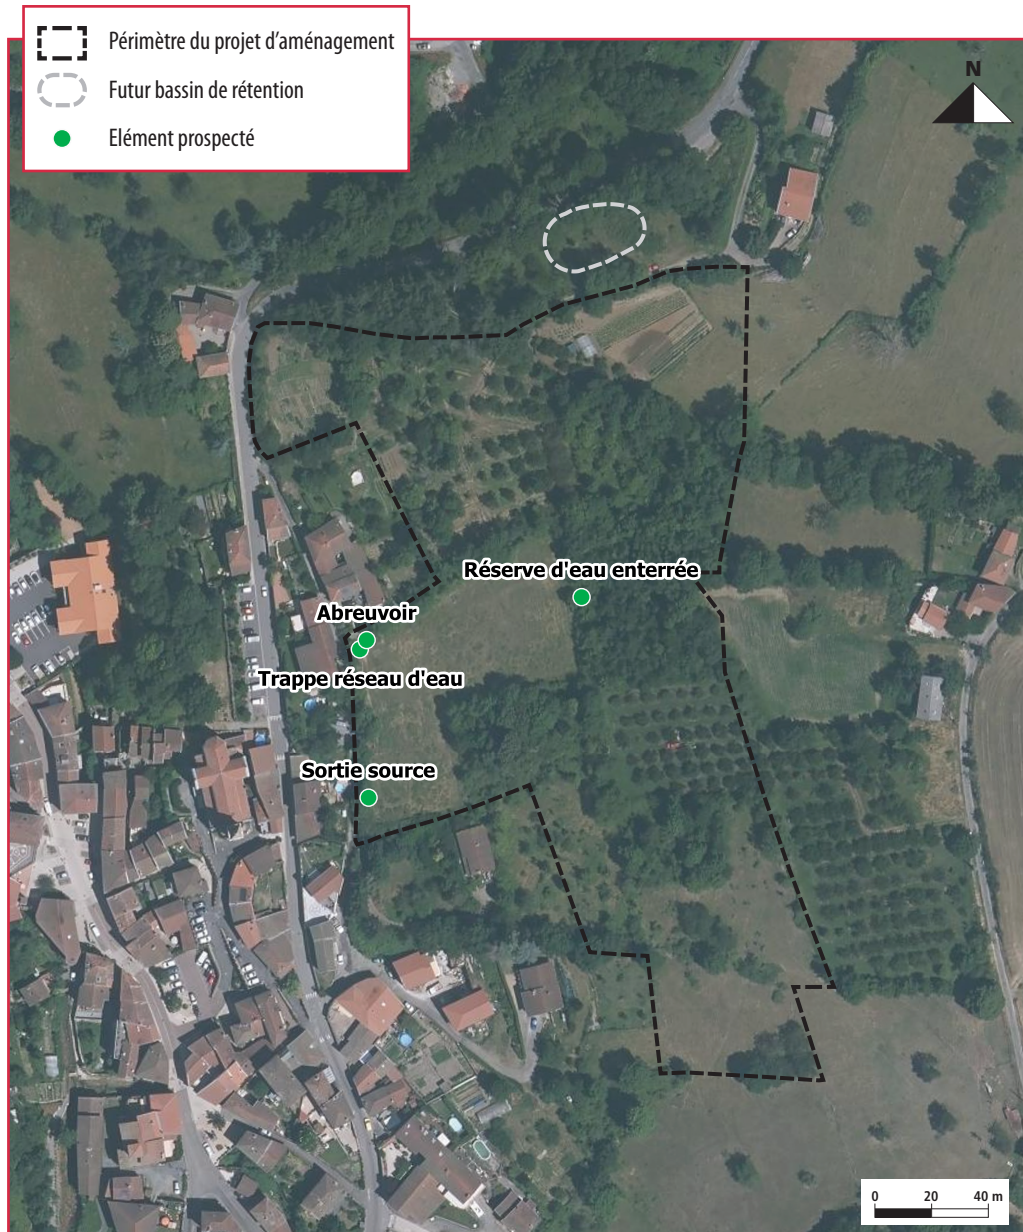 Périmètre du projet d’aménagement
Futur bassin de rétention
Elément prospecté
N
Réserve d'eau enterrée
Abreuvoir
Trappe réseau d'eau
Sortie source
0 20 40 m